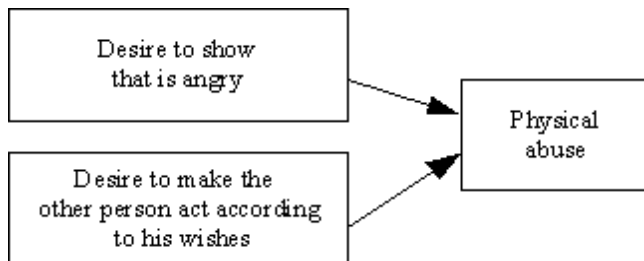 Desire to show
that is angry
Physical
abuse
Desire to make the
other person act according
to his wishes